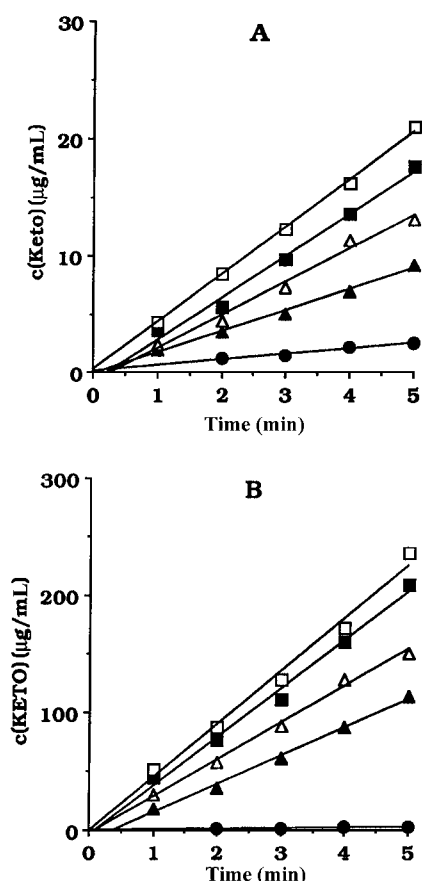 A
30
20
10
0
c(Keto) (µg/mL)
0 1 2 3 4 5
Time (min)
B
300
200
100
0
c(KETO) (µg/mL)
0 1 2 3 4 5
Time (min)